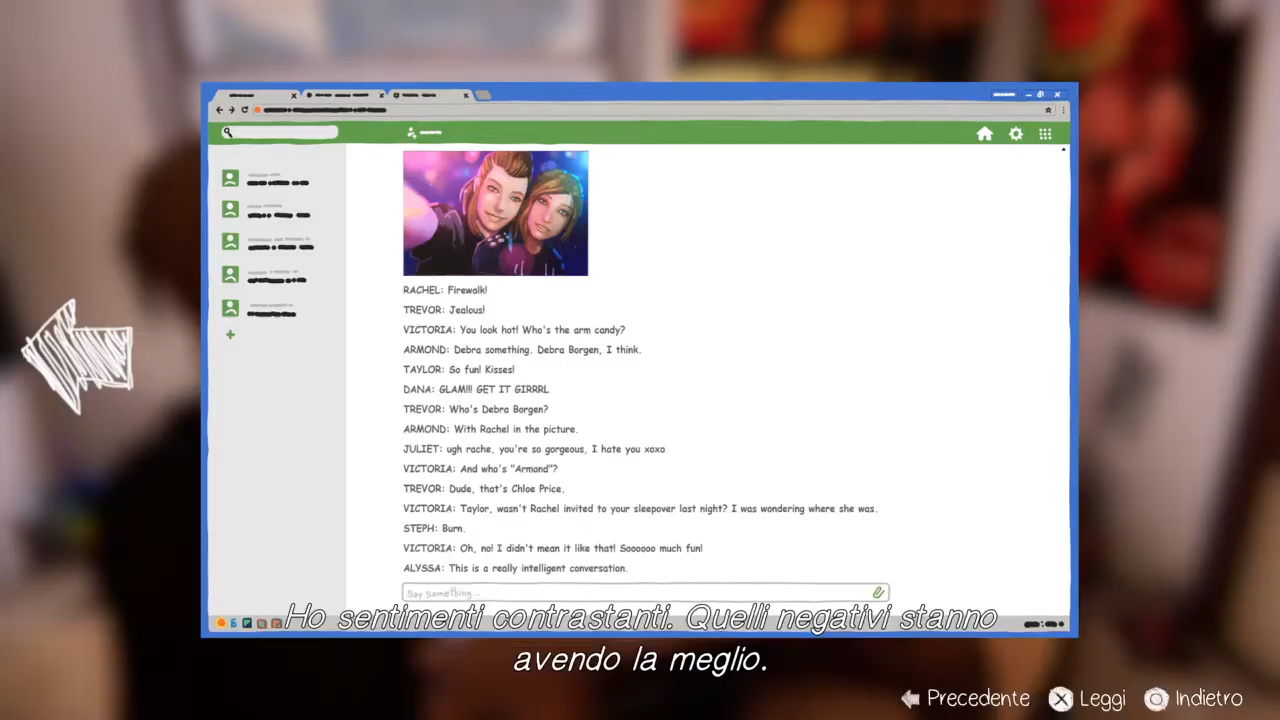 RACHEL: Firewalk!
TREVOR: Jealous!
VICTORIA: You look hot! Who's the arm candy?
ARMOND: Debra something. Debra Borgen, I think.
TAYLOR: So fun! Kisses!
DANA: GLAM!!! GET IT GIRRRL
TREVOR: Who's Debra Borgen?
ARMOND: With Rachel in the picture.
JULIET: ugh rache, you're so gorgeous, I hate you xoxo
VICTORIA: And who's "Armond"?
TREVOR: Dude, that's Chloe Price.
VICTORIA: Taylor, wasn't Rachel invited to your sleepover last night? I was wondering where she was.
STEPH: Burn.
VICTORIA: Oh, no! I didn't mean it like that! Soooooo much fun!
ALYSSA: This is a really intelligent conversation.
Say Something...
Ho sentimenti contrastanti. Quelli negativi stanno
avendo la meglio.
Precedente Leggi Indietro